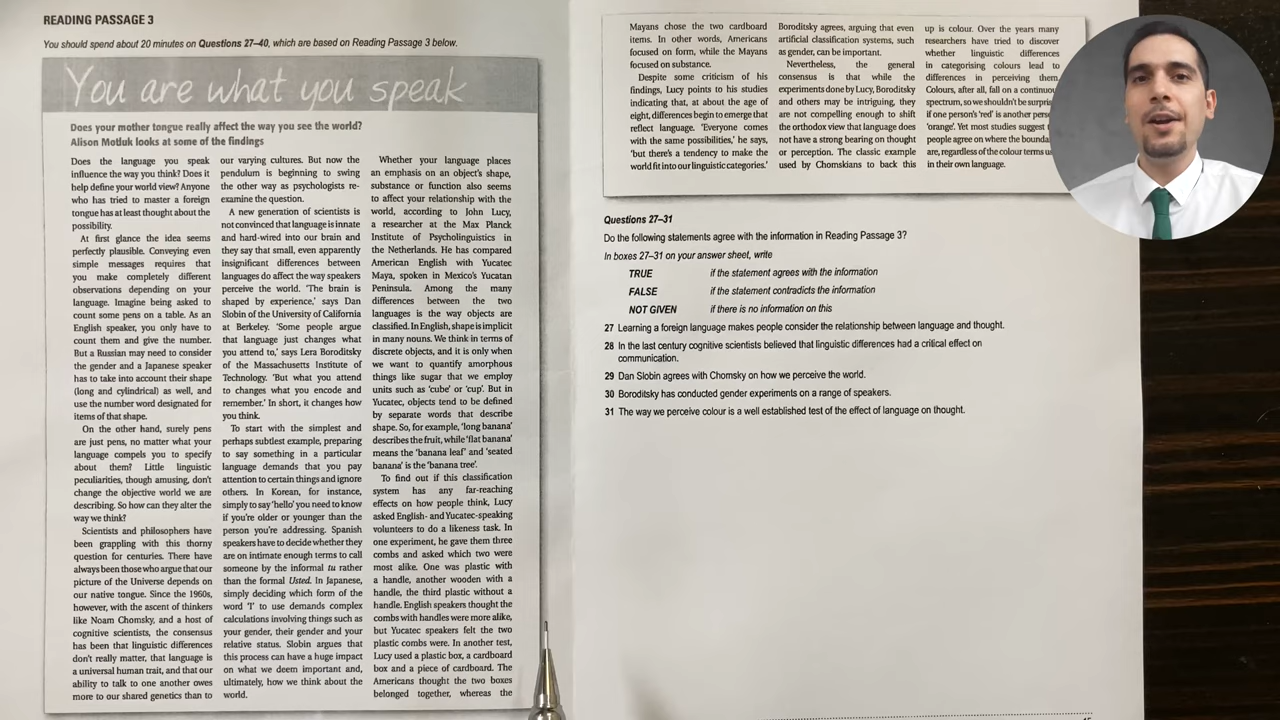 READING PASSAGE 3
You should spend about 20 minutes on Questions 27–40, which are based on Reading Passage 3 below.
You are what you speak
Does your mother tongue really affect the way you see the world?
Alison Motluk looks at some of the findings
Does the language you speak
influence the way you think? Does it
help define your world view? Anyone
who has tried to master a foreign
tongue has at least thought about the
possibility.
At first glance the idea seems
perfectly plausible. Conveying even
simple messages requires that
you make completely different
observations depending on your
language. Imagine being asked to
count some pens on a table. As an
English speaker, you only have to
count them and give the number.
But a Russian may need to consider
the gender and a Japanese speaker
has to take into account their shape
(long and cylindrical) as well, and
use the number word designated for
items of that shape.
On the other hand, surely pens
are just pens, no matter what your
language compels you to specify
about them? Little linguistic
peculiarities, though amusing, don't
change the objective world we are
describing. So how can they alter the
way we think?
Scientists and philosophers have
been grappling with this thorny
question for centuries. There have
always been those who argue that our
picture of the Universe depends on
our native tongue. Since the 1960s,
however, with the ascent of thinkers
like Noam Chomsky, and a host of
cognitive scientists, the consensus
has been that linguistic differences
don't really matter, that language is
a universal human trait, and that our
ability to talk to one another owes
more to our shared genetics than to
our varying cultures. But now the
pendulum is beginning to swing
the other way as psychologists re-
examine the question.
A new generation of scientists is
not convinced that language is innate
and hard-wired into our brain and
they say that small, even apparently
insignificant differences between
languages do affect the way speakers
perceive the world. 'The brain is
shaped by experience,' says Dan
Slobin of the University of California
at Berkeley. 'Some people argue
that language just changes what
you attend to,' says Lera Boroditsky
of the Massachusetts Institute of
Technology. 'But what you attend
to changes what you encode and
remember.' In short, it changes how
you think.
To start with the simplest and
perhaps subtlest example, preparing
to say something in a particular
language demands that you pay
attention to certain things and ignore
others. In Korean, for instance,
simply to say 'hello' you need to know
if you're older or younger than the
person you're addressing. Spanish
speakers have to decide whether they
are on intimate enough terms to call
someone by the informal tu rather
than the formal Usted. In Japanese,
simply deciding which form of the
word 'I' to use demands complex
calculations involving things such as
your gender, their gender and your
relative status. Slobin argues that
this process can have a huge impact
on what we deem important and,
ultimately, how we think about the
world.
Whether your language places
an emphasis on an object's shape,
substance or function also seems
to affect your relationship with the
world, according to John Lucy,
a researcher at the Max Planck
Institute of Psycholinguistics in
the Netherlands. He has compared
American English with Yucatec
Maya, spoken in Mexico's Yucatan
Peninsula. Among the many
differences between the two
languages is the way objects are
classified. In English, shape is implicit
in many nouns. We think in terms of
discrete objects, and it is only when
we want to quantify amorphous
things like sugar that we employ
units such as 'cube' or 'cup'. But in
Yucatec, objects tend to be defined
by separate words that describe
shape. So, for example, 'long banana'
describes the fruit, while 'flat banana'
means the 'banana leaf' and 'seated
banana' is the 'banana tree'.
To find out if this classification
system has any far-reaching
effects on how people think, Lucy
asked English- and Yucatec-speaking
volunteers to do a likeness task. In
one experiment, he gave them three
combs and asked which two were
most alike. One was plastic with
a handle, another wooden with a
handle, the third plastic without a
handle. English speakers thought the
combs with handles were more alike,
but Yucatec speakers felt the two
plastic combs were. In another test,
Lucy used a plastic box, a cardboard
box and a piece of cardboard. The
Americans thought the two boxes
belonged together, whereas the
Mayans chose the two cardboard
items. In other words, Americans
focused on form, while the Mayans
focused on substance.
Despite some criticism of his
findings, Lucy points to his studies
indicating that, at about the age of
eight, differences begin to emerge that
reflect language. 'Everyone comes
with the same possibilities,' he says,
'but there's a tendency to make the
world fit into our linguistic categories.'
Boroditsky agrees, arguing that even
artificial classification systems, such
as gender, can be important.
Nevertheless, the general
consensus is that while the
experiments done by Lucy, Boroditsky
and others may be intriguing, they
are not compelling enough to shift
the orthodox view that language does
not have a strong bearing on thought
or perception. The classic example
used by Chomskians to back this
up is colour. Over the years many
researchers have tried to discover
whether linguistic differences
in categorising colours lead to
differences in perceiving them.
Colours, after all, fall on a continuou
spectrum, so we shouldn't be surpris
if one person's 'red' is another perso
'orange'. Yet most studies suggest
people agree on where the bounda
are, regardless of the colour terms u
in their own language.
Questions 27–31
Do the following statements agree with the information in Reading Passage 3?
In boxes 27–31 on your answer sheet, write
TRUE if the statement agrees with the information
FALSE if the statement contradicts the information
NOT GIVEN if there is no information on this
27 Learning a foreign language makes people consider the relationship between language and thought.
28 In the last century cognitive scientists believed that linguistic differences had a critical effect on
communication.
29 Dan Slobin agrees with Chomsky on how we perceive the world.
30 Boroditsky has conducted gender experiments on a range of speakers.
31 The way we perceive colour is a well established test of the effect of language on thought.